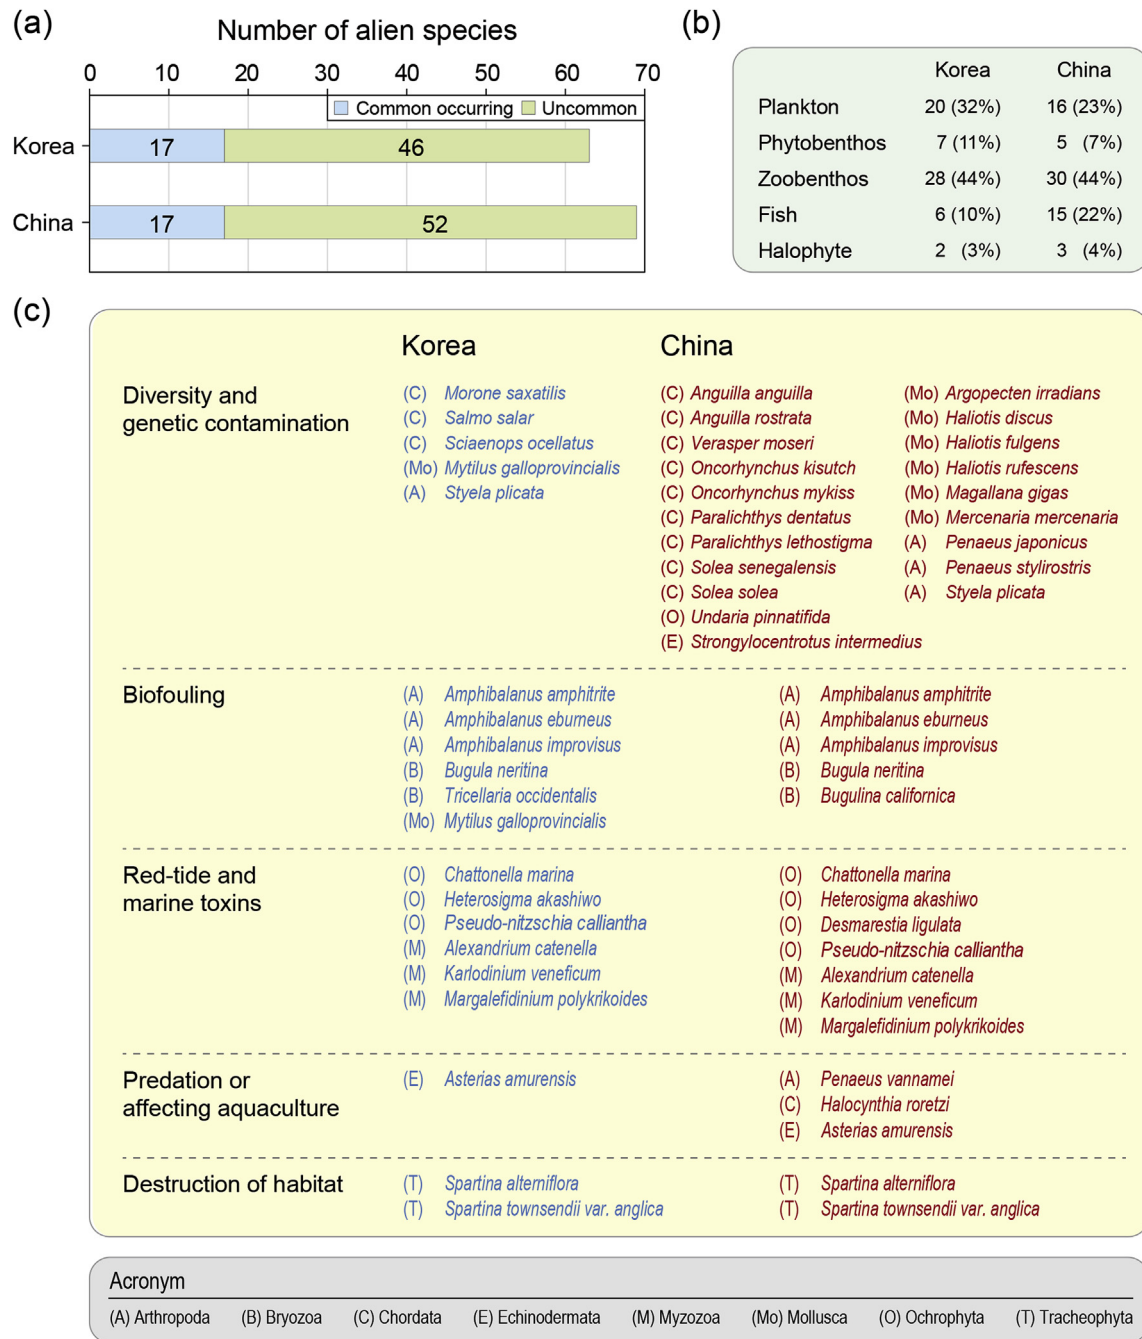 (a)
Number of alien species
0 10 20 30 40 50 60 70
Common occurring Uncommon
Korea 17 46
China 17 52
(b)
Korea China
Plankton 20 (32%) 16 (23%)
Phytobenthos 7 (11%) 5 (7%)
Zoobenthos 28 (44%) 30 (44%)
Fish 6 (10%) 15 (22%)
Halophyte 2 (3%) 3 (4%)
(c)
Korea China
Diversity and
genetic contamination
(C) Morone saxatilis
(C) Salmo salar
(C) Sciaenops ocellatus
(Mo) Mytilus galloprovincialis
(A) Styela plicata
(C) Anguilla anguilla
(C) Anguilla rostrata
(C) Verasper moseri
(C) Oncorhynchus kisutch
(C) Oncorhynchus mykiss
(C) Paralichthys dentatus
(C) Paralichthys lethostigma
(C) Solea senegalensis
(C) Solea solea
(O) Undaria pinnatifida
(E) Strongylocentrotus intermedius
(Mo) Argopecten irradians
(Mo) Haliotis discus
(Mo) Haliotis fulgens
(Mo) Haliotis rufescens
(Mo) Magallana gigas
(Mo) Mercenaria mercenaria
(A) Penaeus japonicus
(A) Penaeus stylirostris
(A) Styela plicata
Biofouling
(A) Amphibalanus amphitrite
(A) Amphibalanus eburneus
(A) Amphibalanus improvisus
(B) Bugula neritina
(B) Tricellaria occidentalis
(Mo) Mytilus galloprovincialis
(A) Amphibalanus amphitrite
(A) Amphibalanus eburneus
(A) Amphibalanus improvisus
(B) Bugula neritina
(B) Bugulina californica
Red-tide and
marine toxins
(O) Chattonella marina
(O) Heterosigma akashiwo
(O) Pseudo-nitzschia calliantha
(M) Alexandrium catenella
(M) Karlodinium veneficum
(M) Margalefidinium polykrikoides
(O) Chattonella marina
(O) Heterosigma akashiwo
(O) Desmarestia ligulata
(O) Pseudo-nitzschia calliantha
(M) Alexandrium catenella
(M) Karlodinium veneficum
(M) Margalefidinium polykrikoides
Predation or
affecting aquaculture
(E) Asterias amurensis
(A) Penaeus vannamei
(C) Halocynthia roretzi
(E) Asterias amurensis
Destruction of habitat
(T) Spartina alterniflora
(T) Spartina townsendii var. anglica
(T) Spartina alterniflora
(T) Spartina townsendii var. anglica
Acronym
(A) Arthropoda (B) Bryozoa (C) Chordata (E) Echinodermata (M) Myzozoa (Mo) Mollusca (O) Ochrophyta (T) Tracheophyta